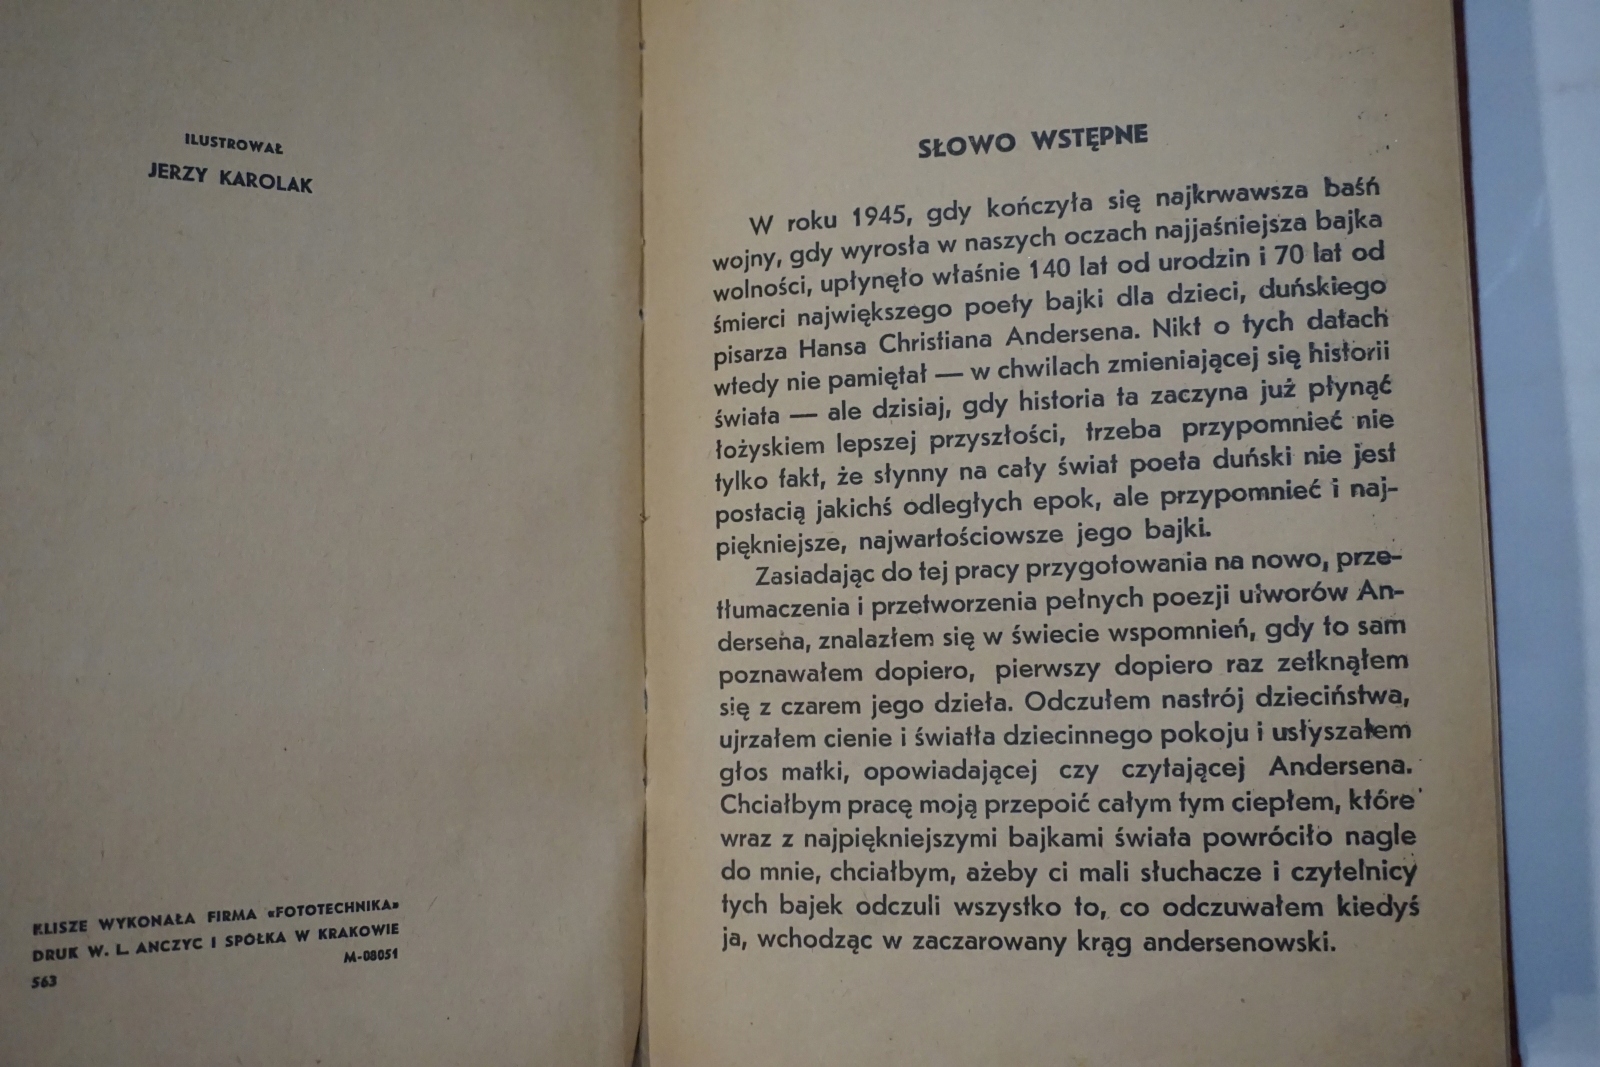 ILUSTROWAŁ
JERZY KAROLAK
KLISZE WYKONAŁA FIRMA «FOTOTECHNIKA»
DRUK W. L. ANCZYC I SPÓŁKA W KRAKOWIE
M-08051
563
SŁOWO WSTĘPNE
W roku 1945, gdy kończyła się najkrwawsza baśń
wojny, gdy wyrosła w naszych oczach najjaśniejsza bajka
wolności, upłynęło właśnie 140 lat od urodzin i 70 lat od
śmierci największego poety bajki dla dzieci, duńskiego
pisarza Hansa Christiana Andersena. Nikt o tych datach
wtedy nie pamiętał — w chwilach zmieniającej się historii
świata — ale dzisiaj, gdy historia ta zaczyna już płynąć
łożyskiem lepszej przyszłości, trzeba przypomnieć nie
tylko fakt, że słynny na cały świat poeta duński nie jest
postacią jakichś odległych epok, ale przypomnieć i naj-
piękniejsze, najwartościowsze jego bajki.
Zasiadając do tej pracy przygotowania na nowo, prze-
tłumaczenia i przetworzenia pełnych poezji utworów An-
dersena, znalazłem się w świecie wspomnień, gdy to sam
poznawałem dopiero, pierwszy dopiero raz zetknąłem
się z czarem jego dzieła. Odczułem nastrój dzieciństwa,
ujrzałem cienie i światła dziecinnego pokoju i usłyszałem
głos matki, opowiadającej czy czytającej Andersena.
Chciałbym pracę moją przepoić całym tym ciepłem, które
wraz z najpiękniejszymi bajkami świata powróciło nagle
do mnie, chciałbym, ażeby ci mali słuchacze i czytelnicy
tych bajek odczuli wszystko to, co odczuwałem kiedyś
ja, wchodząc w zaczarowany krąg andersenowski.